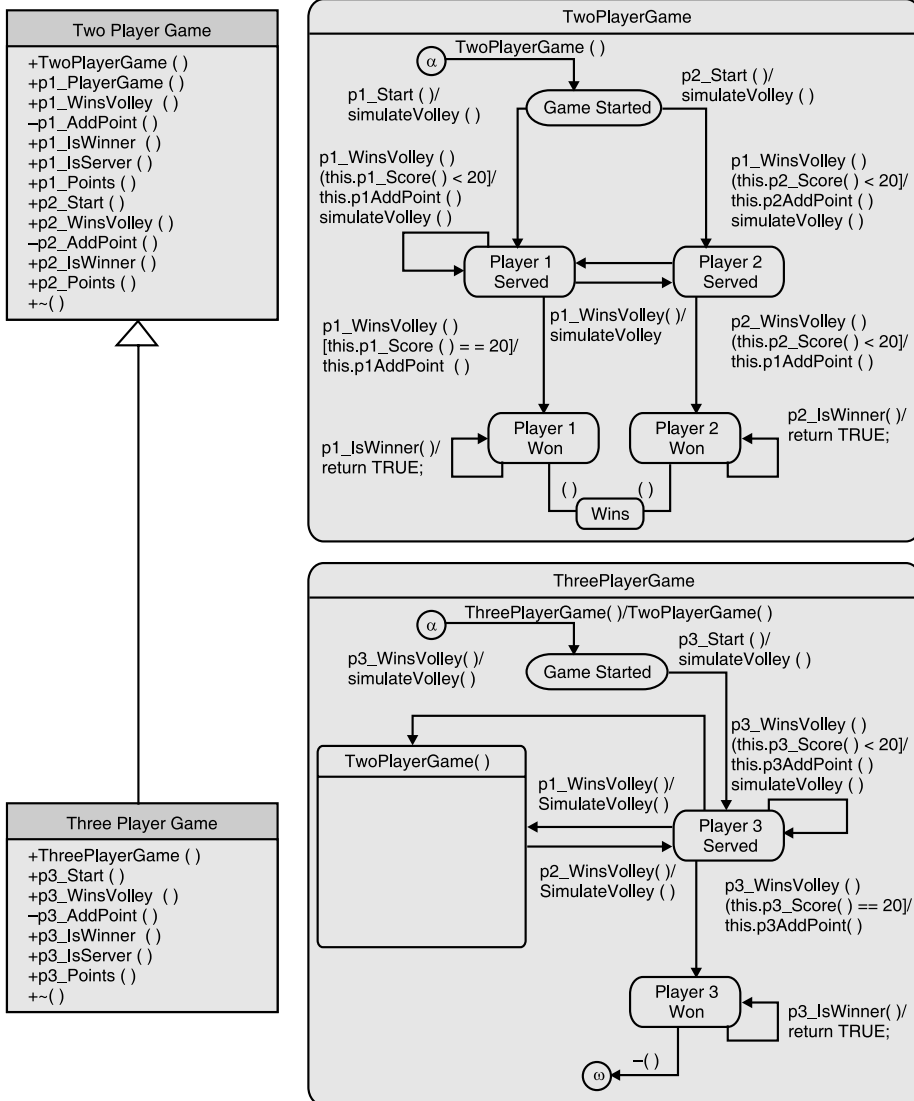 Two Player Game
+TwoPlayerGame ( )
+p1_PlayerGame ( )
+p1_WinsVolley ( )
–p1_AddPoint ( )
+p1_IsWinner ( )
+p1_IsServer ( )
+p1_Points ( )
+p2_Start ( )
+p2_WinsVolley ( )
–p2_AddPoint ( )
+p2_IsWinner ( )
+p2_Points ( )
+~( )
Three Player Game
+ThreePlayerGame ( )
+p3_Start ( )
+p3_WinsVolley ( )
–p3_AddPoint ( )
+p3_IsWinner ( )
+p3_IsServer ( )
+p3_Points ( )
+~( )
TwoPlayerGame
α
TwoPlayerGame ( )
p1_Start ( )/
simulateVolley ( )
Game Started
p2_Start ( )/
simulateVolley ( )
p1_WinsVolley ( )
(this.p1_Score( ) < 20]/
this.p1AddPoint ( )
simulateVolley ( )
p1_WinsVolley ( )
(this.p2_Score( ) < 20]/
this.p2AddPoint ( )
simulateVolley ( )
Player 1
Served
Player 2
Served
p1_WinsVolley ( )
[this.p1_Score ( ) = = 20]/
this.p1AddPoint ( )
p1_WinsVolley( )/
simulateVolley
p2_WinsVolley ( )
(this.p2_Score( ) < 20]/
this.p1AddPoint ( )
p1_IsWinner( )/
return TRUE;
Player 1
Won
Player 2
Won
p2_IsWinner( )/
return TRUE;
( )
( )
Wins
ThreePlayerGame
α
ThreePlayerGame( )/TwoPlayerGame( )
p3_WinsVolley( )/
simulateVolley( )
Game Started
p3_Start ( )/
simulateVolley ( )
p3_WinsVolley ( )
(this.p3_Score( ) < 20]/
this.p3AddPoint ( )
simulateVolley ( )
TwoPlayerGame( )
p1_WinsVolley( )/
SimulateVolley( )
Player 3
Served
p2_WinsVolley( )/
SimulateVolley ( )
p3_WinsVolley ( )
(this.p3_Score( ) == 20]/
this.p3AddPoint( )
Player 3
Won
p3_IsWinner( )/
return TRUE;
–( )
ω